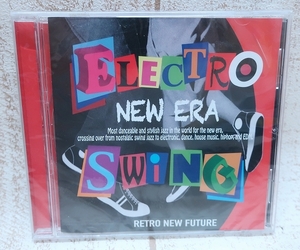 ELECTRO
NEW ERA
Most danceable and stylish jazz in the world for the new era,
crossing over from nostalgic swing jazz to electronic, dance, house music, hiphop and EDM
SWING
RETRO NEW FUTURE